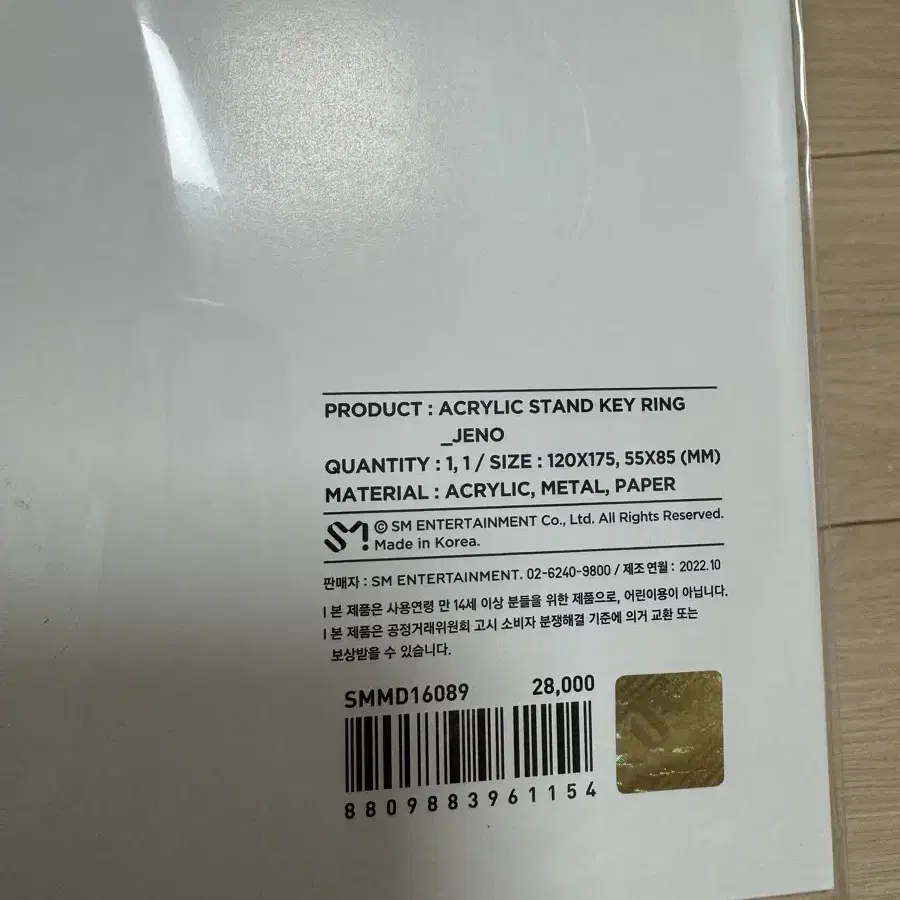 PRODUCT : ACRYLIC STAND KEY RING
_JENO
QUANTITY : 1, 1 / SIZE : 120X175, 55X85 (MM)
MATERIAL : ACRYLIC, METAL, PAPER
SM! © SM ENTERTAINMENT Co., Ltd. All Rights Reserved.
Made in Korea.
판매자 : SM ENTERTAINMENT. 02-6240-9800 / 제조연월 : 2022.10
| 본 제품은 사용연령 만 14세 이상 분들을 위한 제품으로, 어린이용이 아닙니다.
| 본 제품은 공정거래위원회 고시 소비자 분쟁해결 기준에 의거 교환 또는
보상받을 수 있습니다.
SMMD16089 28,000
8809883961154